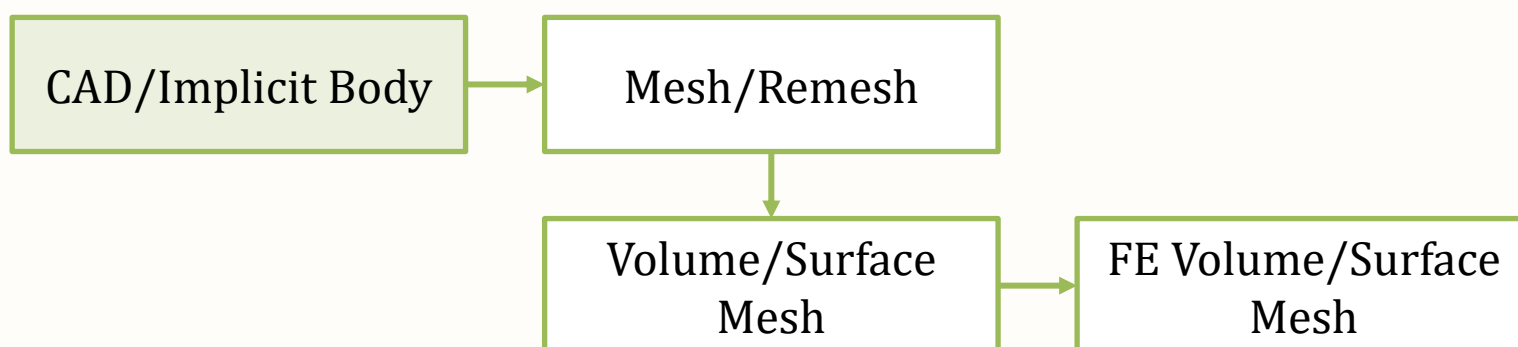 CAD/Implicit Body
Mesh/Remesh
Volume/Surface
Mesh
FE Volume/Surface
Mesh